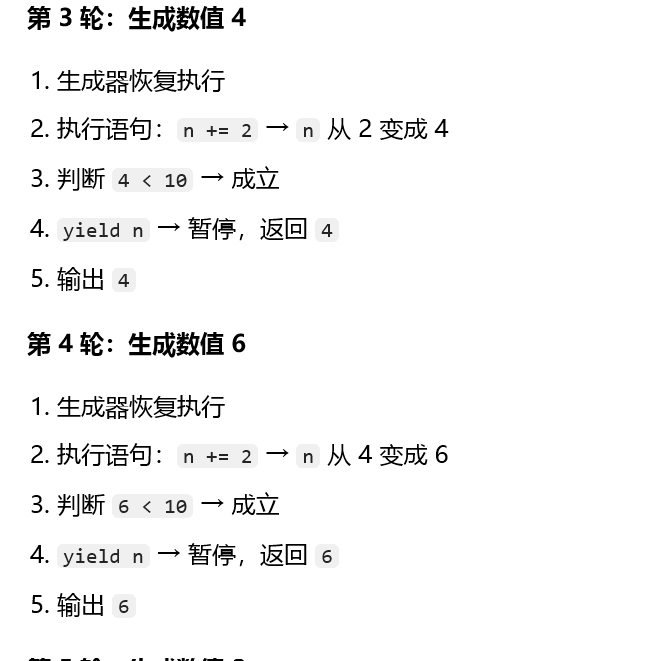 第 3 轮：生成数值 4
1. 生成器恢复执行
2. 执行语句：n += 2 → n 从 2 变成 4
3. 判断 4 < 10 → 成立
4. yield n → 暂停，返回 4
5. 输出 4
第 4 轮：生成数值 6
1. 生成器恢复执行
2. 执行语句：n += 2 → n 从 4 变成 6
3. 判断 6 < 10 → 成立
4. yield n → 暂停，返回 6
5. 输出 6